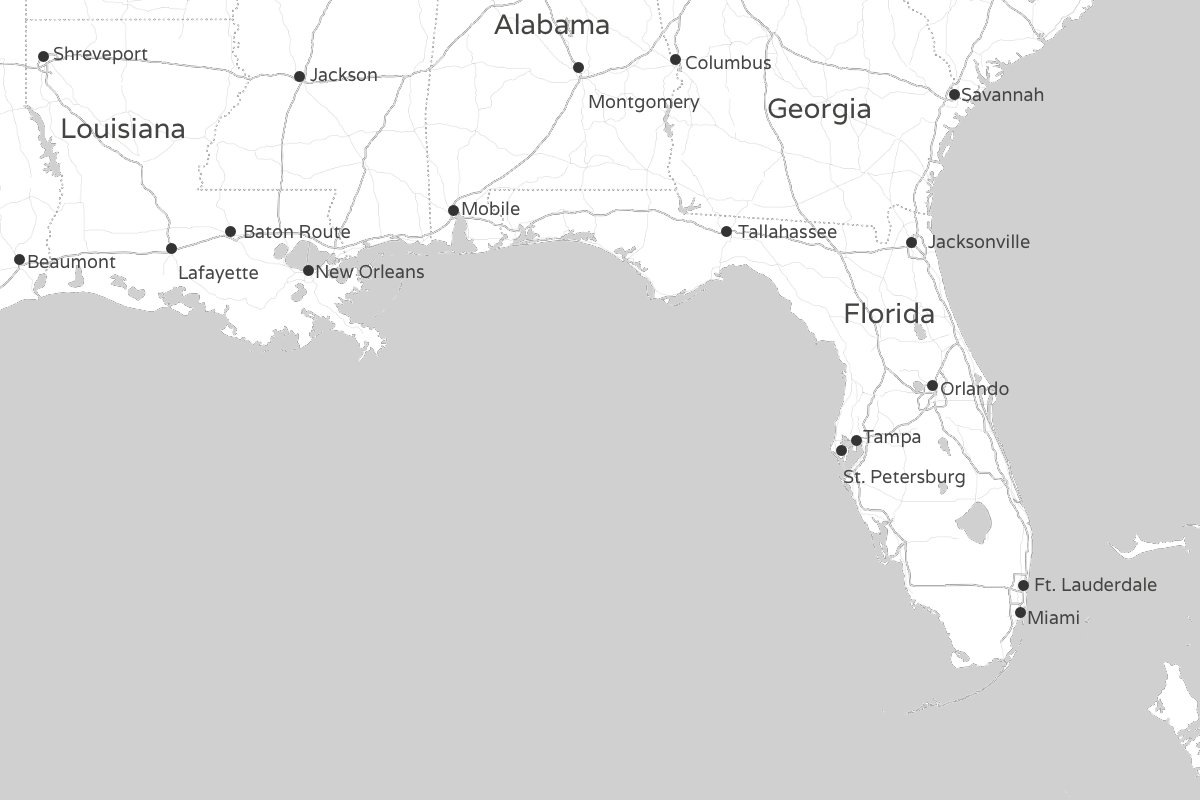 Alabama
Shreveport
Jackson
Columbus
Montgomery
Savannah
Georgia
Louisiana
Mobile
Baton Route
Tallahassee
Jacksonville
Beaumont
Lafayette
New Orleans
Florida
Orlando
Tampa
St. Petersburg
Ft. Lauderdale
Miami